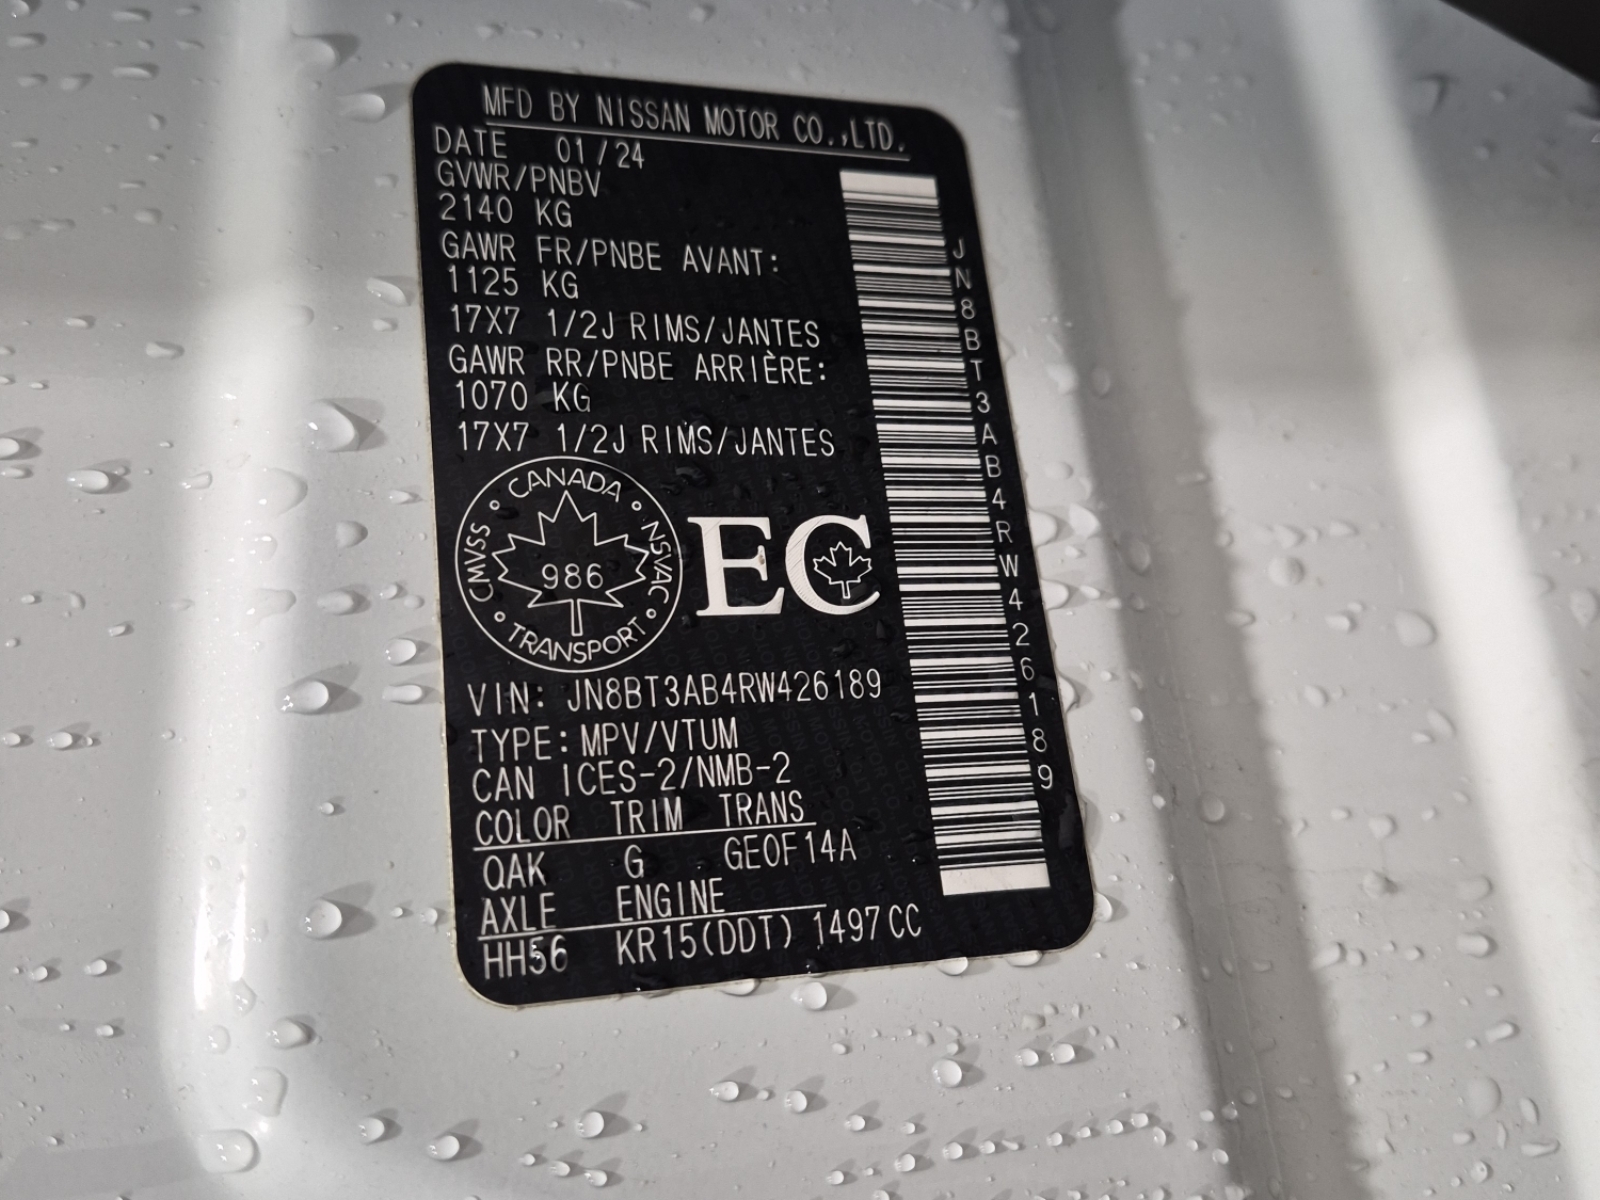 MFD BY NISSAN MOTOR CO.,LTD.
DATE 01/24
GVWR/PNBV
2140 KG
GAWR FR/PNBE AVANT:
1125 KG
17X7 1/2J RIMS/JANTES
GAWR RR/PNBE ARRIÈRE:
1070 KG
17X7 1/2J RIMS/JANTES
CANADA
CMVSS NSVAC
986
TRANSPORT
EC
VIN: JN8BT3AB4RW426189
TYPE: MPV/VTUM
CAN ICES-2/NMB-2
COLOR TRIM TRANS
QAK G GE0F14A
AXLE ENGINE
HH56 KR15(DDT) 1497CC
JN8BT3AB4RW426189